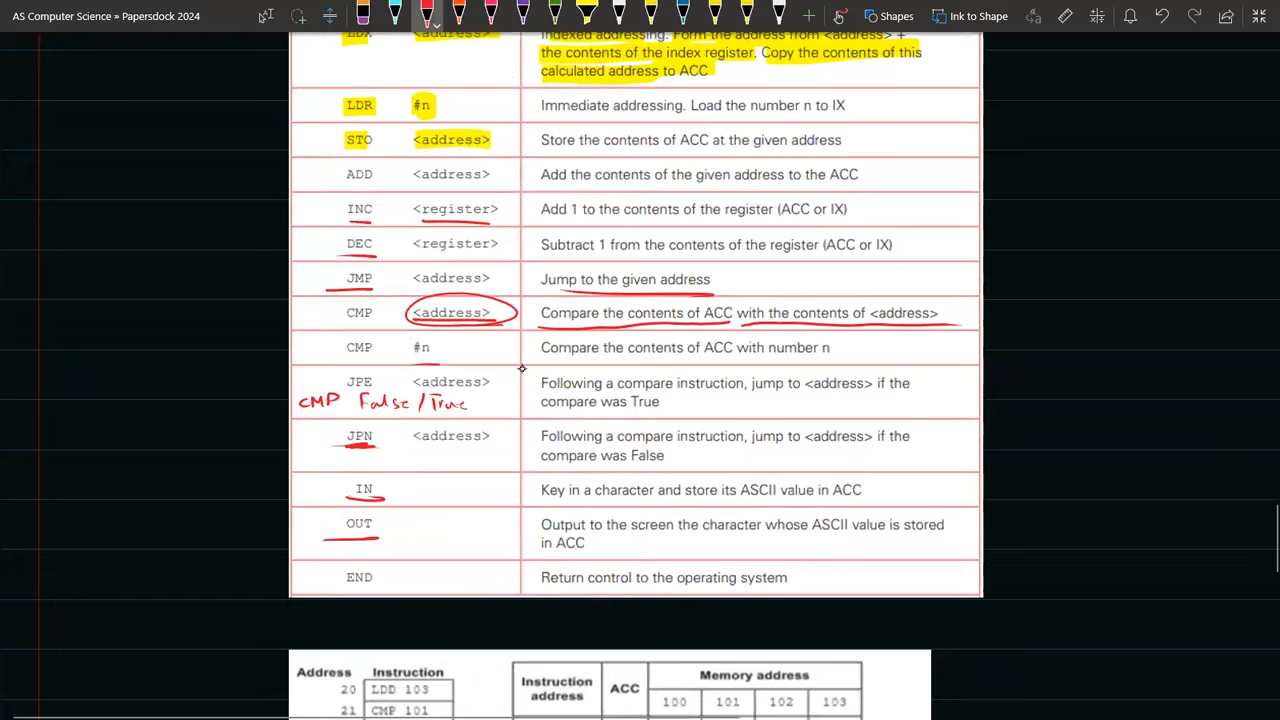 AS Computer Science » Papersdock 2024
Shapes
Ink to Shape
LDX <address> Indexed addressing. Form the address from <address> +
the contents of the index register. Copy the contents of this
calculated address to ACC
LDR #n Immediate addressing. Load the number n to IX
STO <address> Store the contents of ACC at the given address
ADD <address> Add the contents of the given address to the ACC
INC <register> Add 1 to the contents of the register (ACC or IX)
DEC <register> Subtract 1 from the contents of the register (ACC or IX)
JMP <address> Jump to the given address
CMP <address> Compare the contents of ACC with the contents of <address>
CMP #n Compare the contents of ACC with number n
JPE <address> Following a compare instruction, jump to <address> if the
compare was True
CMP False / True
JPN <address> Following a compare instruction, jump to <address> if the
compare was False
IN Key in a character and store its ASCII value in ACC
OUT Output to the screen the character whose ASCII value is stored
in ACC
END Return control to the operating system
Address Instruction
20 LDD 103
21 CMP 101
Instruction
address
ACC
Memory address
100 101 102 103